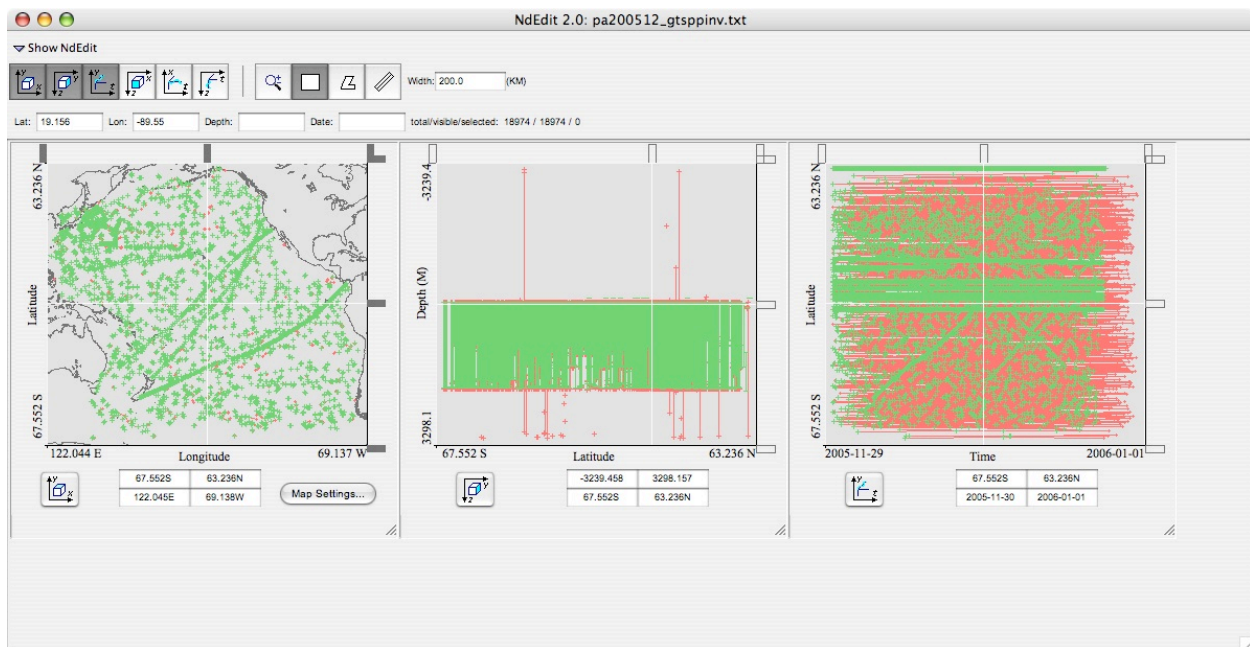 NdEdit 2.0: pa200512_gtsppinv.txt
Show NdEdit
Width: 200.0 (KM)
Lat: 19.156 Lon: -89.55 Depth: Date: total/visible/selected: 18974 / 18974 / 0
63.236 N
Latitude
67.552 S
122.044 E Longitude 69.137 W
67.552S 63.236N
122.045E 69.138W
Map Settings...
-3239.4
Depth (M)
3298.1
67.552 S Latitude 63.236 N
-3239.458 3298.157
67.552S 63.236N
63.236 N
Latitude
67.552 S
2005-11-29 Time 2006-01-01
67.552S 63.236N
2005-11-30 2006-01-01